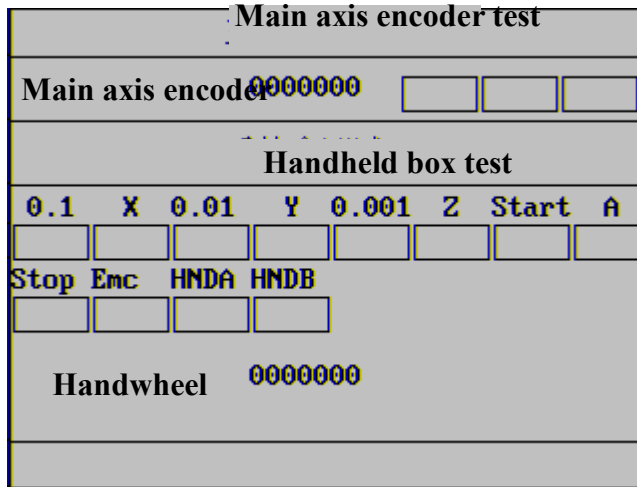 Main axis encoder test
Main axis encoder 0000000
Handheld box test
0.1 X 0.01 Y 0.001 Z Start A
Stop Emc HNDA HNDB
Handwheel 0000000